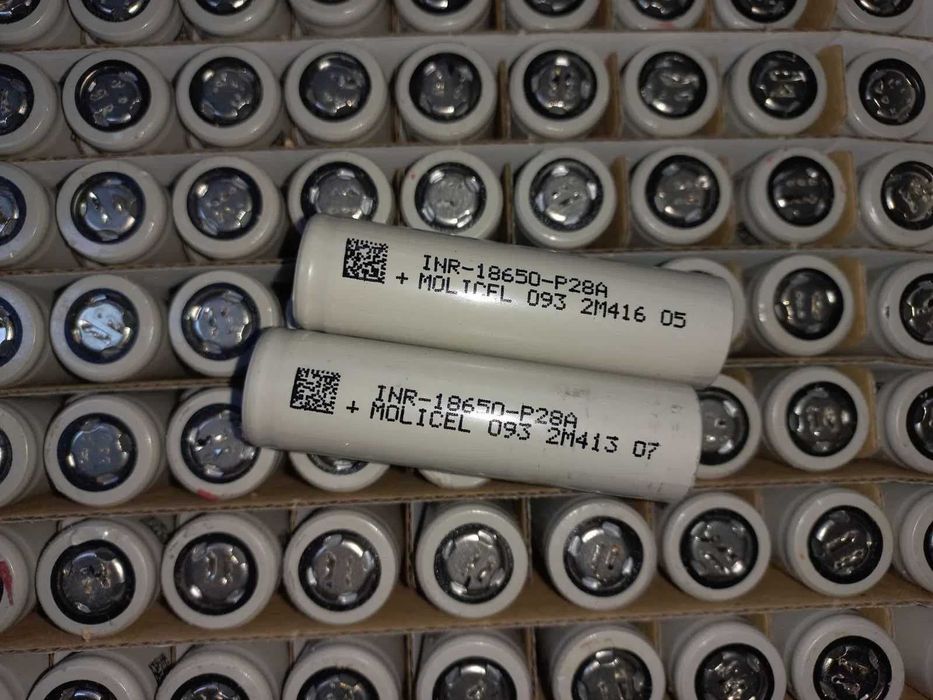 INR-18650-P28A
+ MOLICEL 093 2M416 05
INR-18650-P28A
+ MOLICEL 093 2M413 07